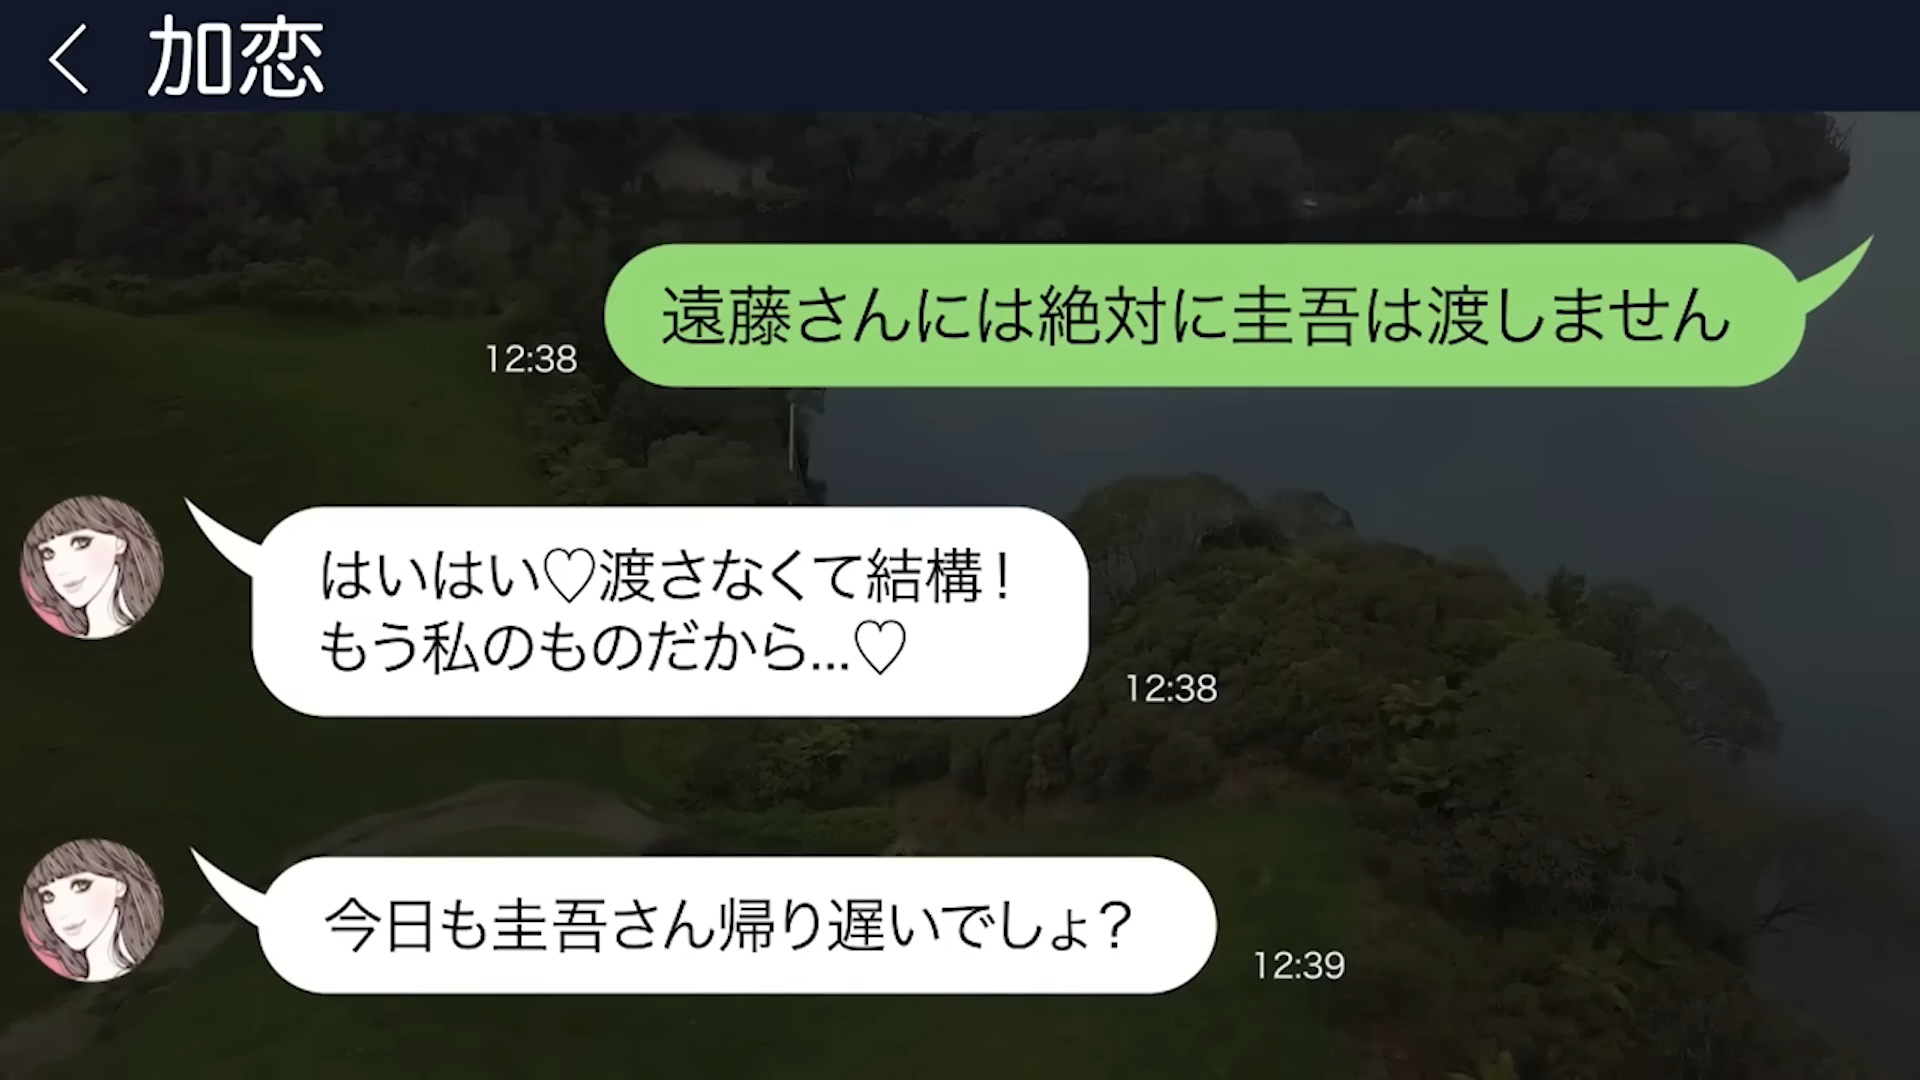 加恋
遠藤さんには絶対に圭吾は渡しません
12:38
はいはい♡渡さなくて結構！
もう私のものだから...♡
12:38
今日も圭吾さん帰り遅いでしょ？
12:39